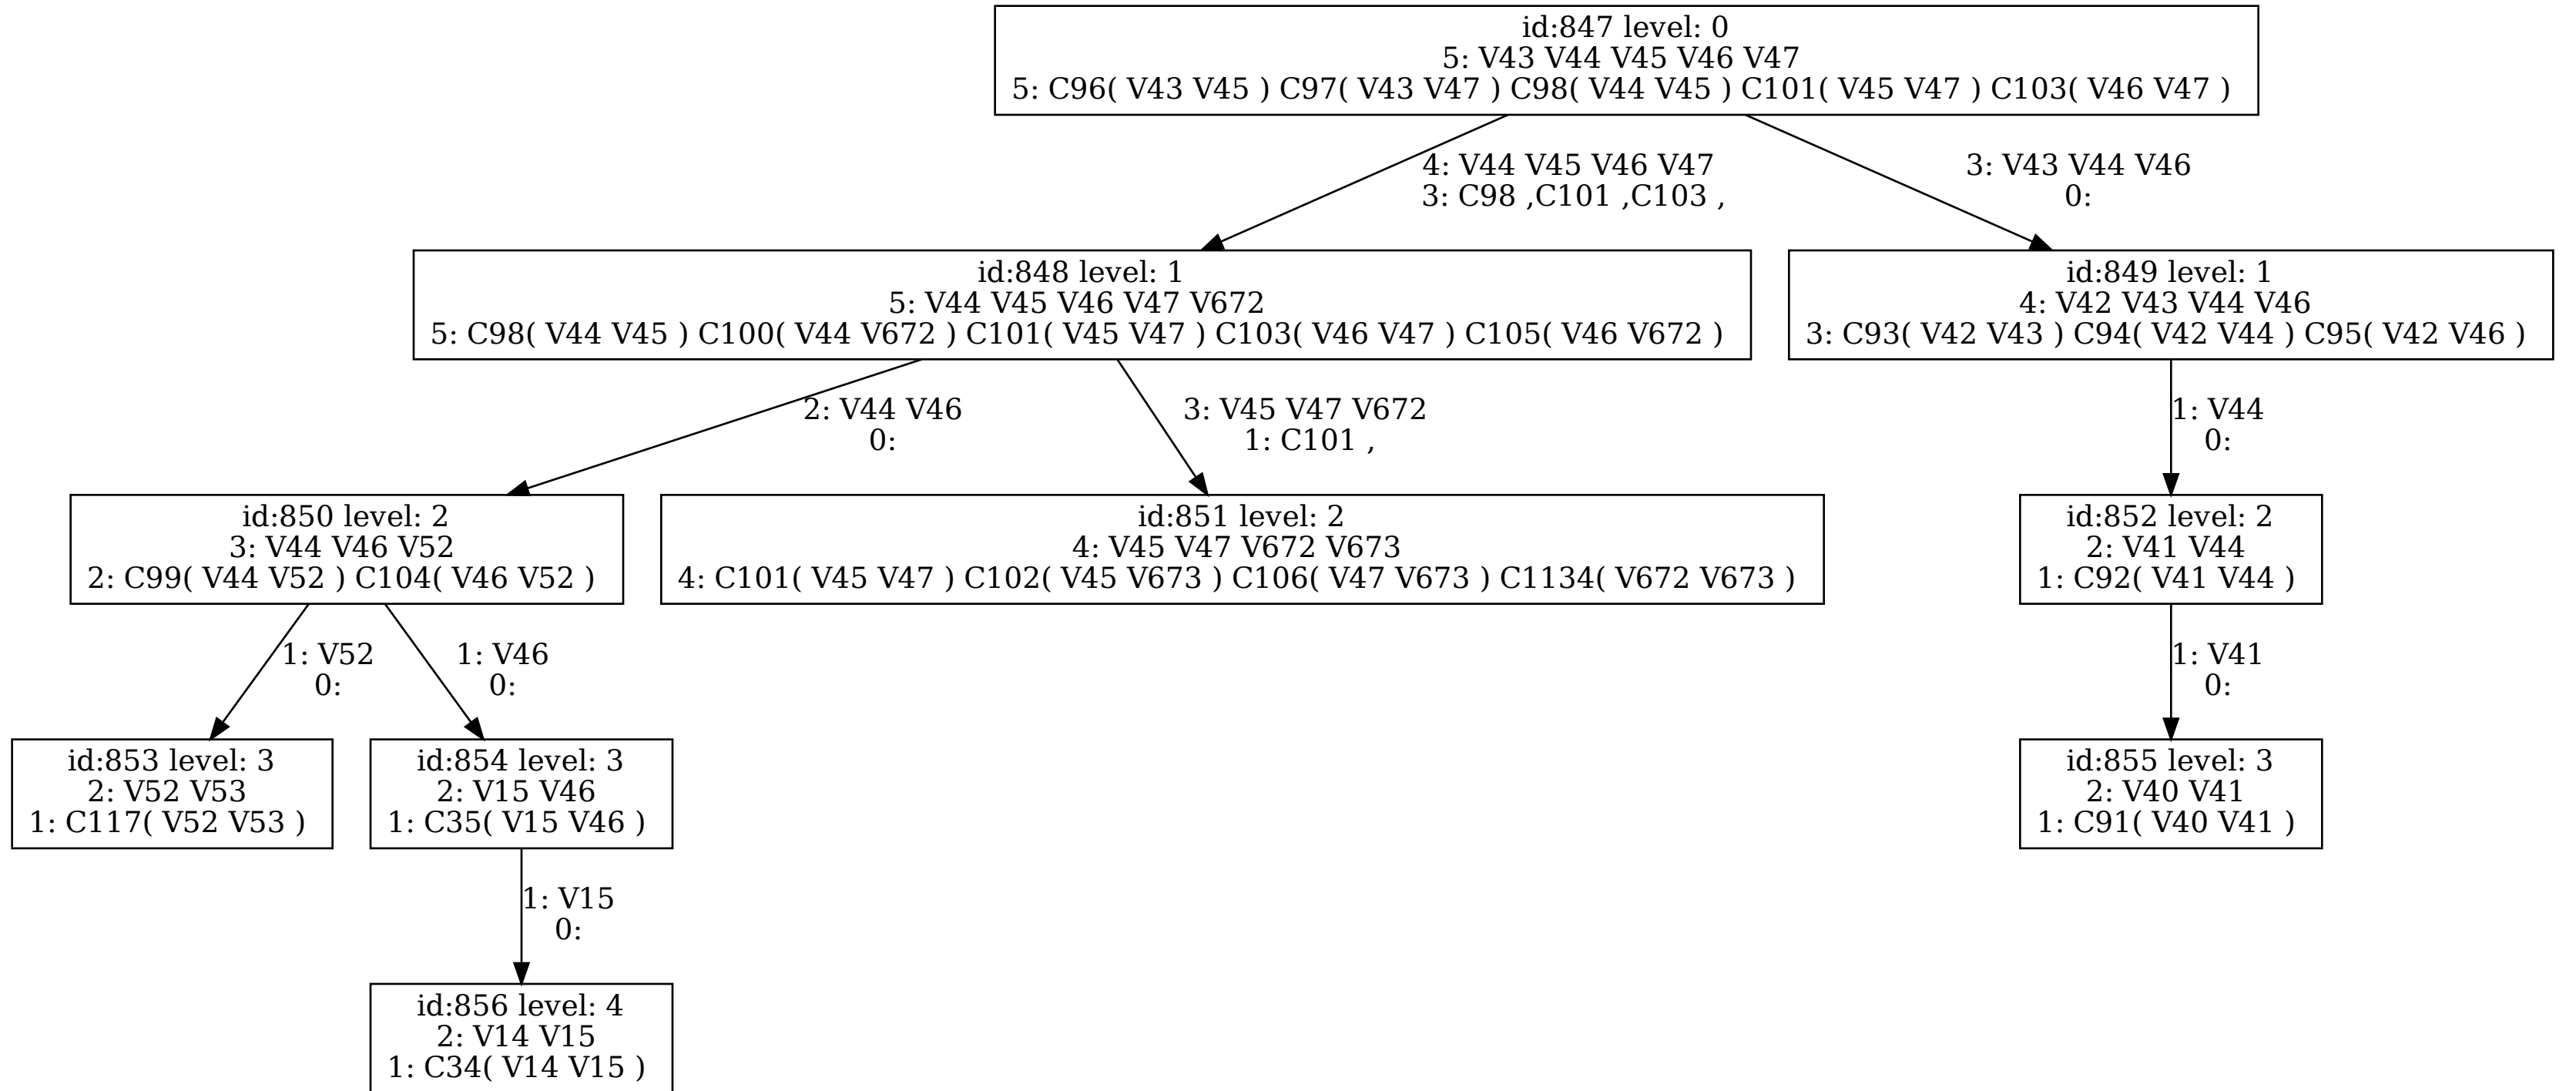 id:847 level: 0
5: V43 V44 V45 V46 V47
5: C96( V43 V45 ) C97( V43 V47 ) C98( V44 V45 ) C101( V45 V47 ) C103( V46 V47 )
4: V44 V45 V46 V47
3: C98 ,C101 ,C103 ,
3: V43 V44 V46
0:
id:848 level: 1
5: V44 V45 V46 V47 V672
5: C98( V44 V45 ) C100( V44 V672 ) C101( V45 V47 ) C103( V46 V47 ) C105( V46 V672 )
id:849 level: 1
4: V42 V43 V44 V46
3: C93( V42 V43 ) C94( V42 V44 ) C95( V42 V46 )
2: V44 V46
0:
3: V45 V47 V672
1: C101 ,
1: V44
0:
id:850 level: 2
3: V44 V46 V52
2: C99( V44 V52 ) C104( V46 V52 )
id:851 level: 2
4: V45 V47 V672 V673
4: C101( V45 V47 ) C102( V45 V673 ) C106( V47 V673 ) C1134( V672 V673 )
id:852 level: 2
2: V41 V44
1: C92( V41 V44 )
1: V52
0:
1: V46
0:
1: V41
0:
id:853 level: 3
2: V52 V53
1: C117( V52 V53 )
id:854 level: 3
2: V15 V46
1: C35( V15 V46 )
id:855 level: 3
2: V40 V41
1: C91( V40 V41 )
1: V15
0:
id:856 level: 4
2: V14 V15
1: C34( V14 V15 )